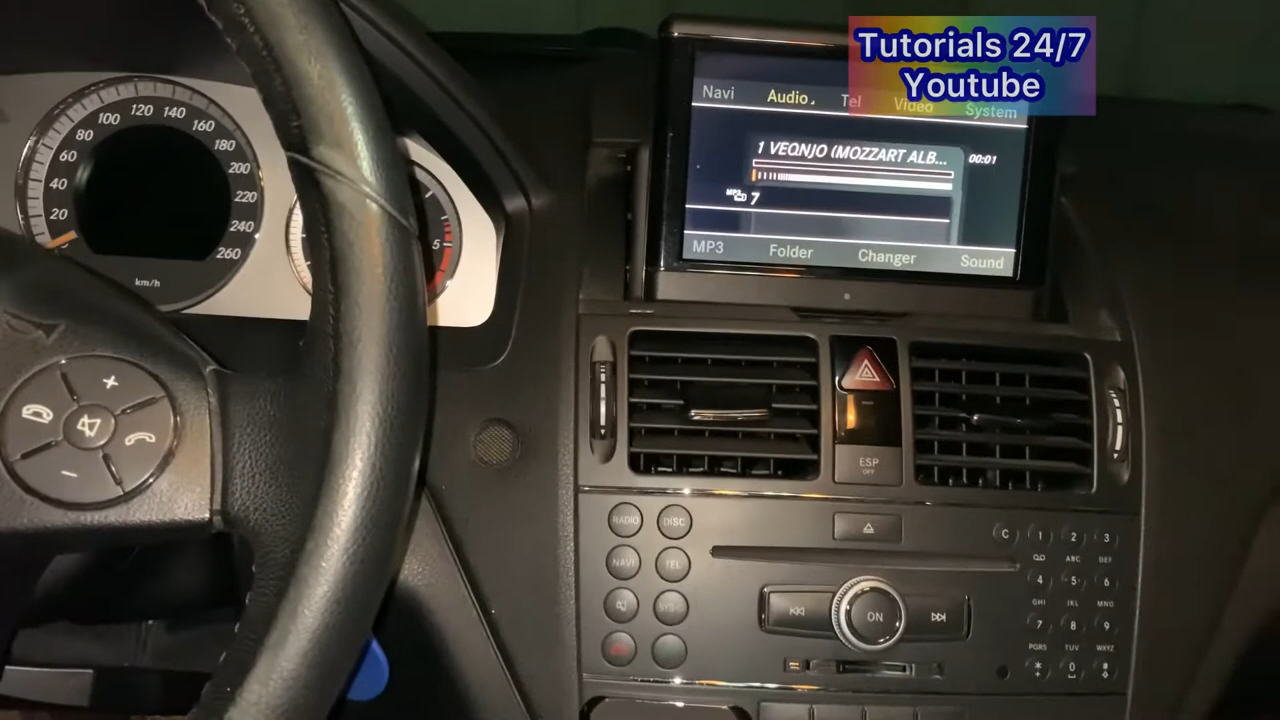 Tutorials 24/7
Youtube
Navi Audio Tel Video System
1 VEQNJO (MOZZART ALB... 00:01
MP3 7
MP3 Folder Changer Sound
20
40
60
80
100
120
140
160
180
200
220
240
260
km/h
5
ESP
OFF
RADIO DISC
NAVI TEL
SYS
ON
C 1 2 3
ABC DEF
4 5 6
GHI JKL MNO
7 8 9
PQRS TUV WXYZ
* 0 #